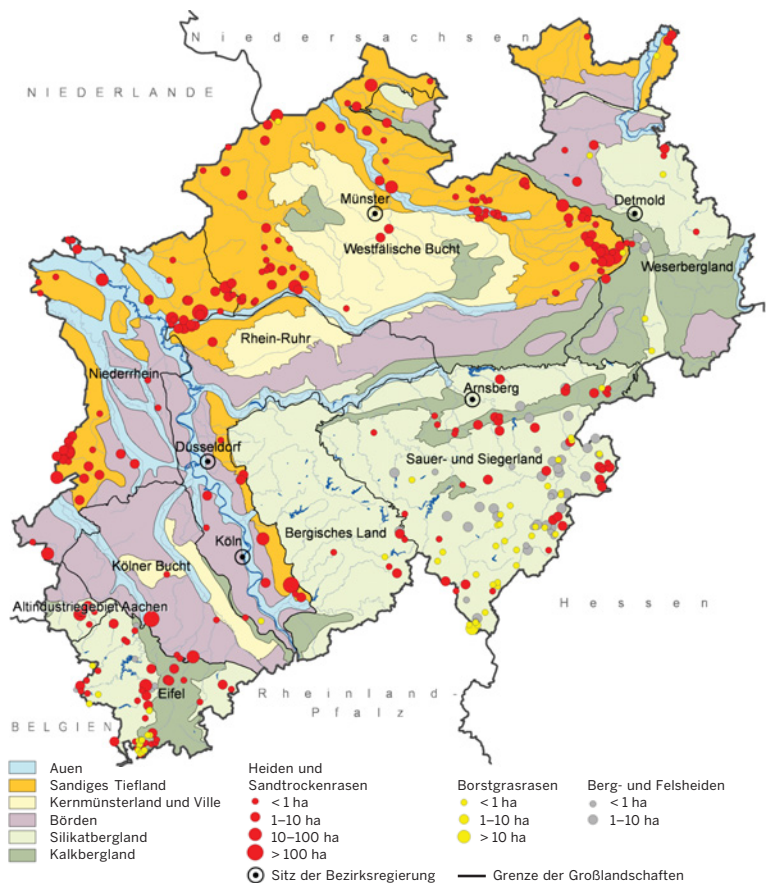 Niedersachsen
NIEDERLANDE
Münster
Detmold
Westfälische Bucht
Weserbergland
Rhein-Ruhr
Niederrhein
Arnsberg
Düsseldorf
Sauer- und Siegerland
Bergisches Land
Köln
Kölner Bucht
Altindustriegebiet Aachen
Hessen
Eifel
Rheinland-
Pfalz
BELGIEN
Auen
Sandiges Tiefland
Kernmünsterland und Ville
Börden
Silikatbergland
Kalkbergland
Heiden und
Sandtrockenrasen
< 1 ha
1–10 ha
10–100 ha
> 100 ha
Borstgrasrasen
< 1 ha
1–10 ha
> 10 ha
Berg- und Felsheiden
< 1 ha
1–10 ha
Sitz der Bezirksregierung
Grenze der Großlandschaften